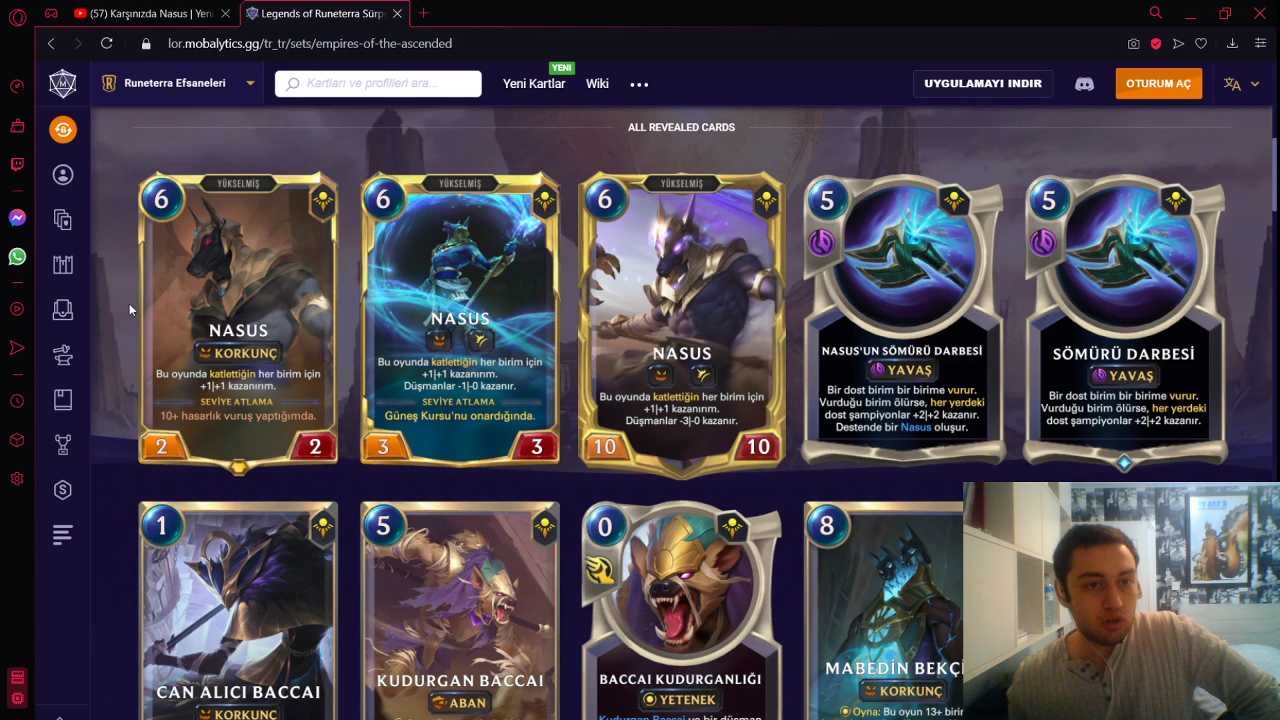 (57) Karşınızda Nasus | Yeni
Legends of Runeterra Sürp
lor.mobalytics.gg/tr_tr/sets/empires-of-the-ascended
Runeterra Efsaneleri
Kartları ve profilleri ara...
YENİ
Yeni Kartlar
Wiki
UYGULAMAYI INDIR
OTURUM AÇ
ALL REVEALED CARDS
6
YÜKSELMİŞ
NASUS
KORKUNÇ
Bu oyunda katlettiğin her birim için
+1|+1 kazanırım.
SEVİYE ATLAMA
10+ hasarlık vuruş yaptığımda.
2
2
6
YÜKSELMİŞ
NASUS
Bu oyunda katlettiğin her birim için
+1|+1 kazanırım.
Düşmanlar -1|-0 kazanır.
SEVİYE ATLAMA
Güneş Kursu'nu onardığında.
3
3
6
YÜKSELMİŞ
NASUS
Bu oyunda katlettiğin her birim için
+1|+1 kazanırım.
Düşmanlar -3|-0 kazanır.
10
10
5
NASUS'UN SÖMÜRÜ DARBESİ
YAVAŞ
Bir dost birim bir birime vurur.
Vurduğu birim ölürse, her yerdeki
dost şampiyonlar +2|+2 kazanır.
Destende bir Nasus oluşur.
5
SÖMÜRÜ DARBESİ
YAVAŞ
Bir dost birim bir birime vurur.
Vurduğu birim ölürse, her yerdeki
dost şampiyonlar +2|+2 kazanır.
1
CAN ALICI BACCAI
KORKUNÇ
5
KUDURGAN BACCAI
ABAN
0
BACCAI KUDURGANLIĞI
YETENEK
8
MABEDİN BEKÇİ
KORKUNÇ
Oyna: Bu oyun 13+ biri